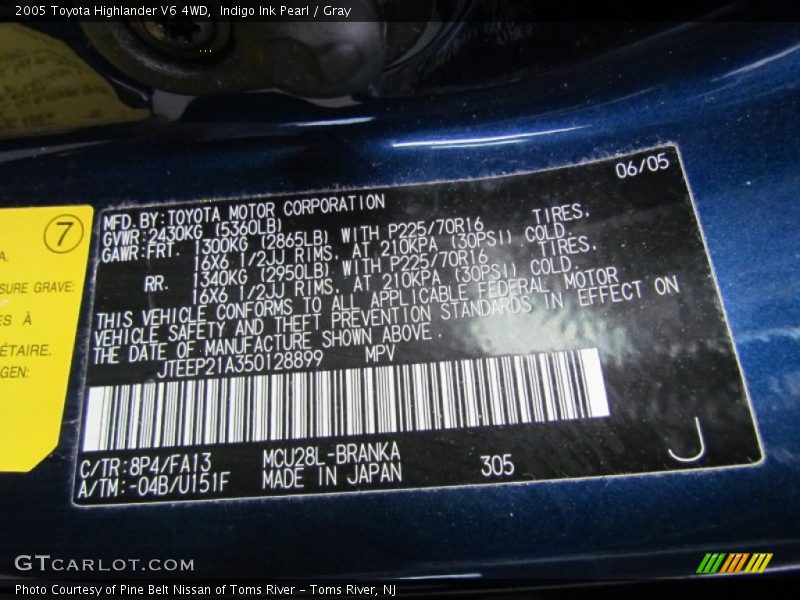 2005 Toyota Highlander V6 4WD, Indigo Ink Pearl / Gray
06/05
MFD. BY: TOYOTA MOTOR CORPORATION
GVWR: 2430KG (5360LB)
GAWR: FRT. 1300KG (2865LB) WITH P225/70R16 TIRES.
16X6 1/2JJ RIMS. AT 210KPA (30PSI) COLD.
RR. 1340KG (2950LB) WITH P225/70R16 TIRES.
16X6 1/2JJ RIMS. AT 210KPA (30PSI) COLD.
THIS VEHICLE CONFORMS TO ALL APPLICABLE FEDERAL MOTOR
VEHICLE SAFETY AND THEFT PREVENTION STANDARDS IN EFFECT ON
THE DATE OF MANUFACTURE SHOWN ABOVE.
JTEEP21A350128899 MPV
C/TR: 8P4/FA13 MCU28L-BRANKA
A/TM: -04B/U151F MADE IN JAPAN 305 J
7
A.
SURE GRAVE:
ES À
ÉTAIRE.
GEN:
GTCARLOT.COM
Photo Courtesy of Pine Belt Nissan of Toms River – Toms River, NJ